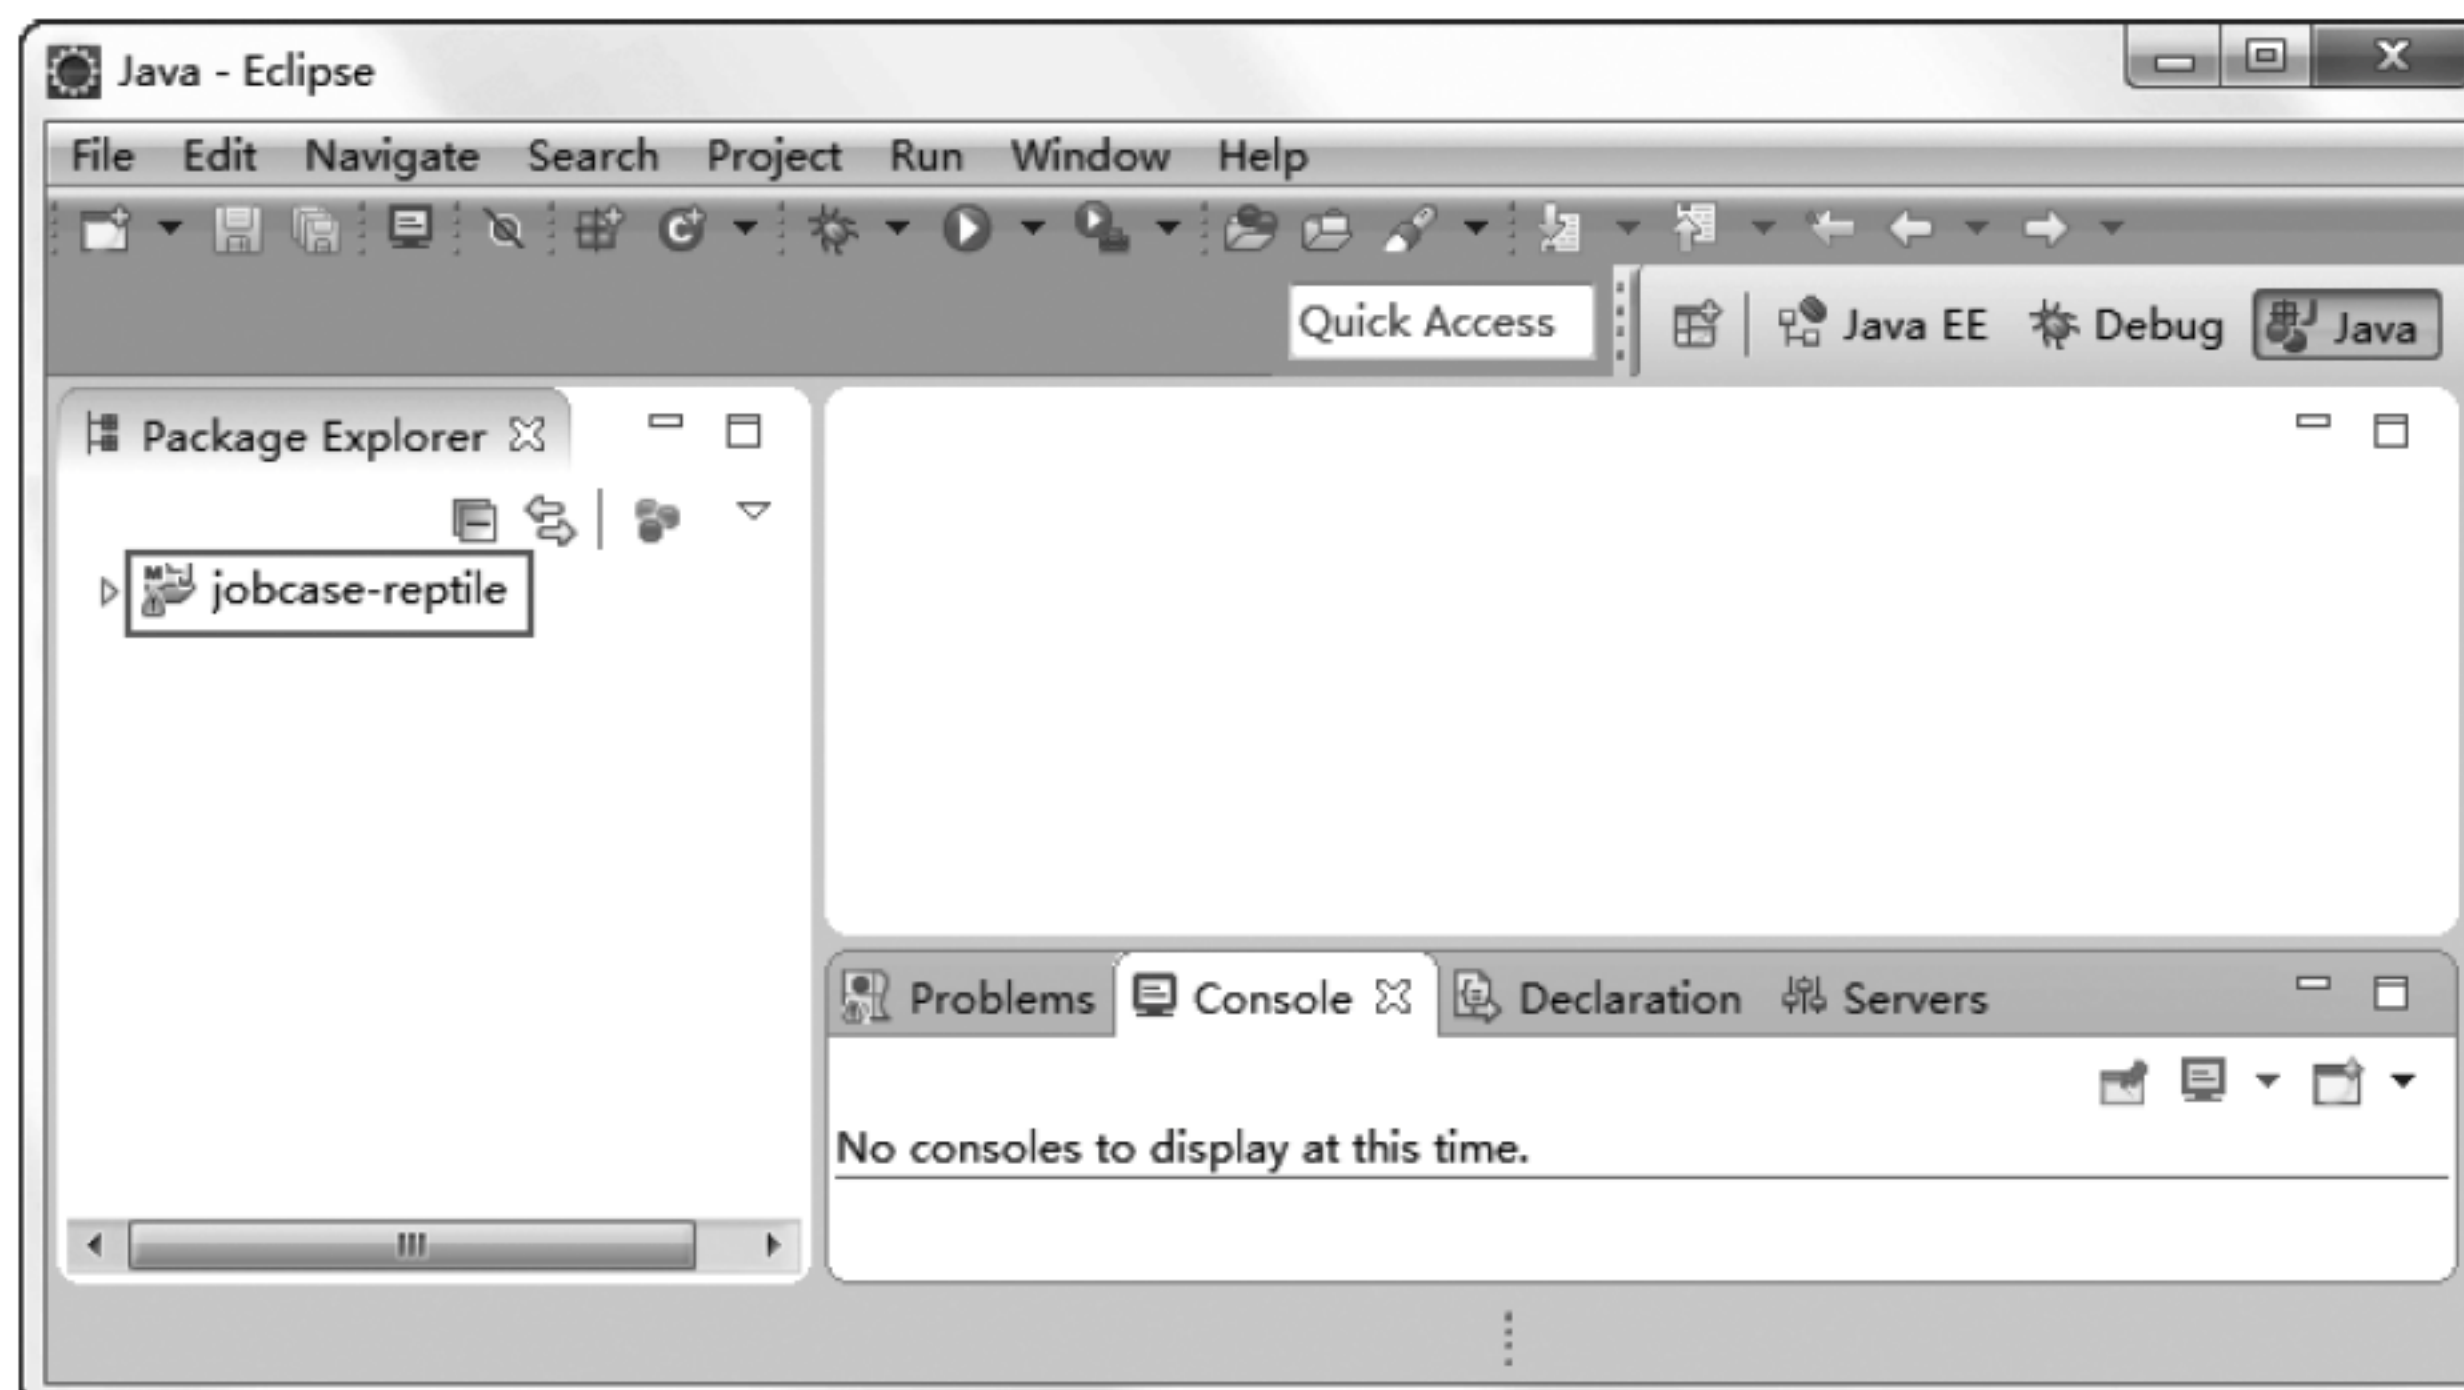 Java - Eclipse
File Edit Navigate Search Project Run Window Help
Quick Access Java EE Debug Java
Package Explorer
jobcase-reptile
Problems Console Declaration Servers
No consoles to display at this time.